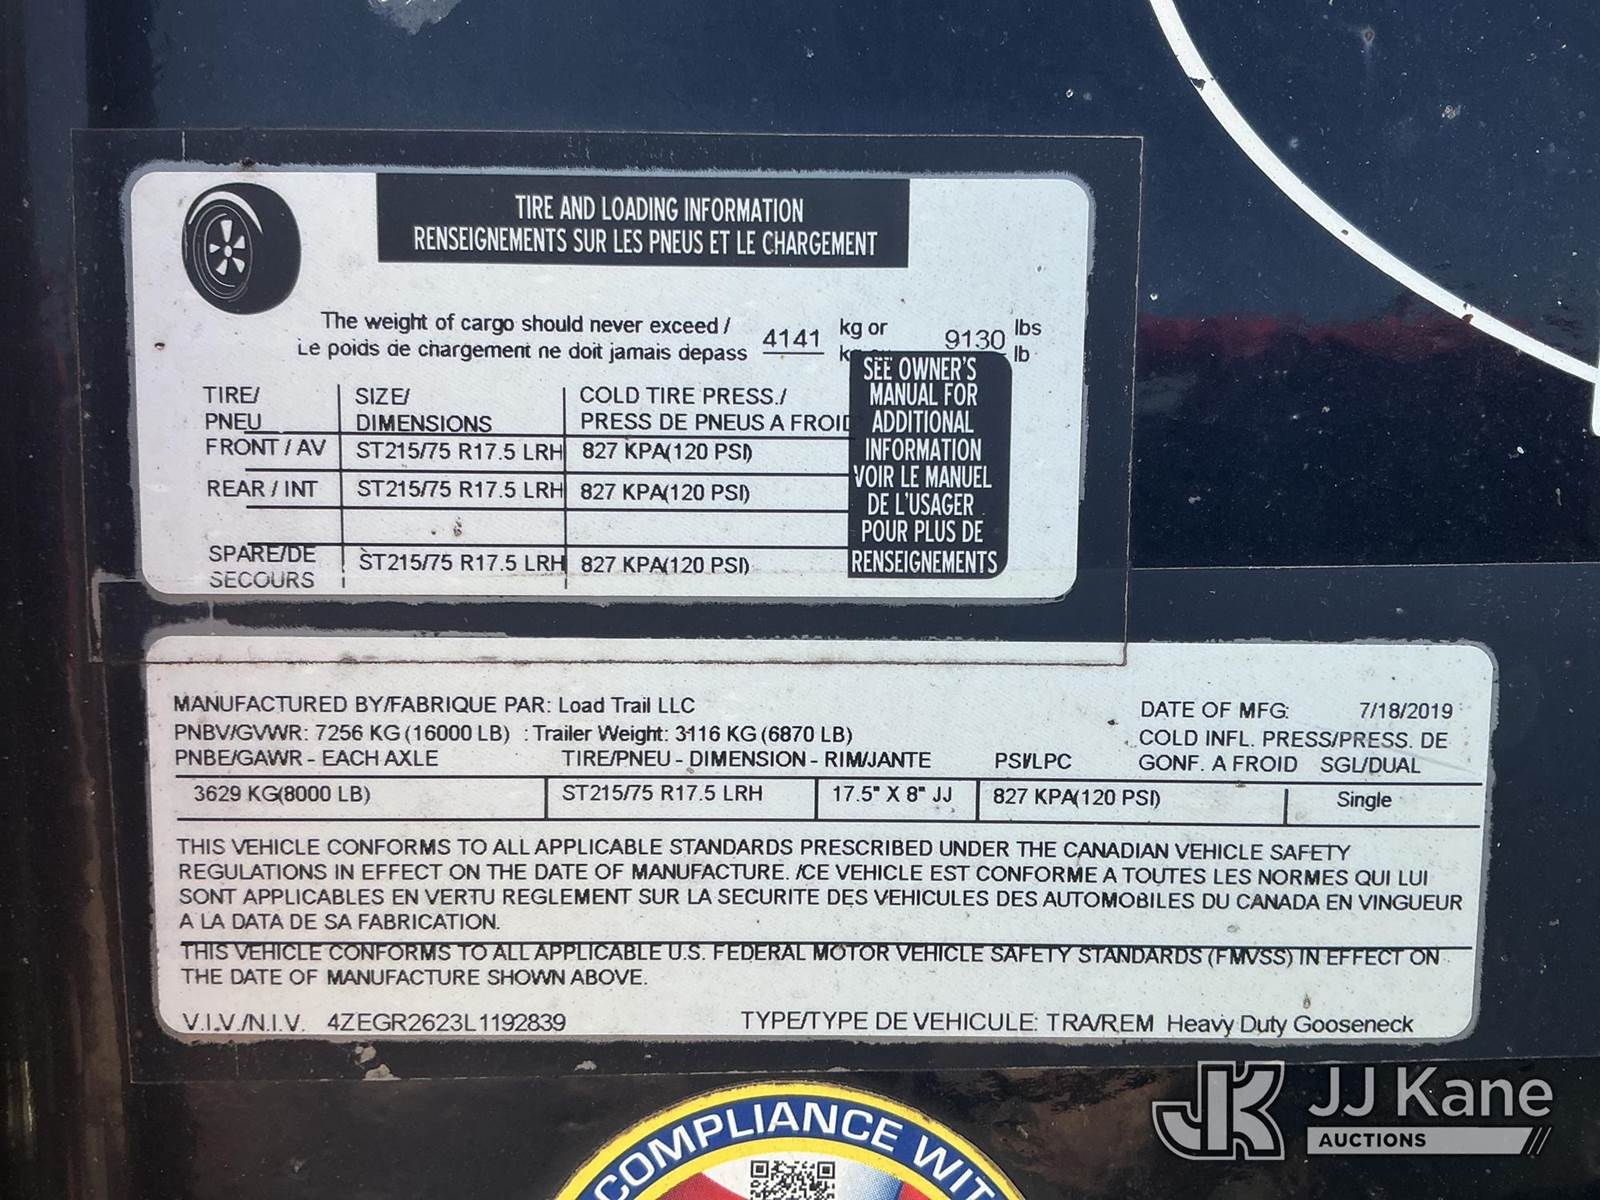 TIRE AND LOADING INFORMATION
RENSEIGNEMENTS SUR LES PNEUS ET LE CHARGEMENT
The weight of cargo should never exceed / 4141 kg or 9130 lbs
Le poids de chargement ne doit jamais depass lb
TIRE/ SIZE/ COLD TIRE PRESS./
PNEU DIMENSIONS PRESS DE PNEUS A FROID
FRONT / AV ST215/75 R17.5 LRH 827 KPA(120 PSI)
REAR / INT ST215/75 R17.5 LRH 827 KPA(120 PSI)
SPARE/DE ST215/75 R17.5 LRH 827 KPA(120 PSI)
SECOURS
SEE OWNER'S
MANUAL FOR
ADDITIONAL
INFORMATION
VOIR LE MANUEL
DE L'USAGER
POUR PLUS DE
RENSEIGNEMENTS
MANUFACTURED BY/FABRIQUE PAR: Load Trail LLC DATE OF MFG: 7/18/2019
PNBV/GVWR: 7256 KG (16000 LB) : Trailer Weight: 3116 KG (6870 LB) COLD INFL. PRESS/PRESS. DE
PNBE/GAWR - EACH AXLE TIRE/PNEU - DIMENSION - RIM/JANTE PSI/LPC GONF. A FROID SGL/DUAL
3629 KG(8000 LB) ST215/75 R17.5 LRH 17.5" X 8" JJ 827 KPA(120 PSI) Single
THIS VEHICLE CONFORMS TO ALL APPLICABLE STANDARDS PRESCRIBED UNDER THE CANADIAN VEHICLE SAFETY
REGULATIONS IN EFFECT ON THE DATE OF MANUFACTURE. /CE VEHICLE EST CONFORME A TOUTES LES NORMES QUI LUI
SONT APPLICABLES EN VERTU REGLEMENT SUR LA SECURITE DES VEHICULES DES AUTOMOBILES DU CANADA EN VINGUEUR
A LA DATA DE SA FABRICATION.
THIS VEHICLE CONFORMS TO ALL APPLICABLE U.S. FEDERAL MOTOR VEHICLE SAFETY STANDARDS (FMVSS) IN EFFECT ON
THE DATE OF MANUFACTURE SHOWN ABOVE.
V.I.V./N.I.V. 4ZEGR2623L1192839 TYPE/TYPE DE VEHICULE: TRA/REM Heavy Duty Gooseneck
COMPLIANCE WIT
JK JJ Kane
AUCTIONS